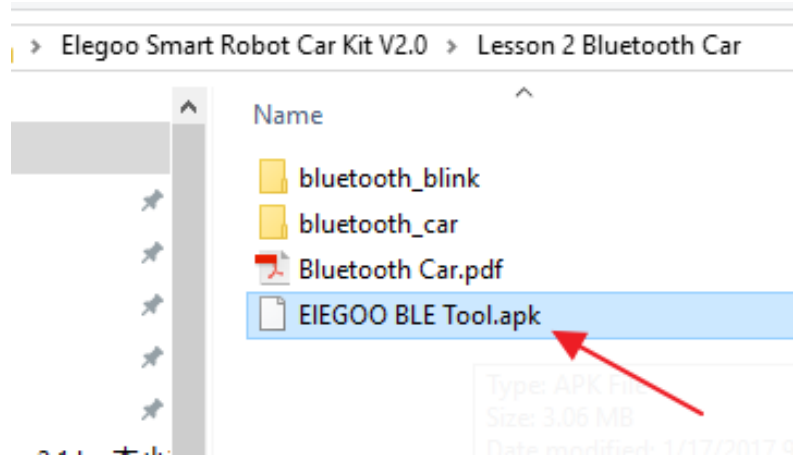 > Elegoo Smart Robot Car Kit V2.0 > Lesson 2 Bluetooth Car
Name
bluetooth_blink
bluetooth_car
Bluetooth Car.pdf
EIEGOO BLE Tool.apk
Type: APK File
Size: 3.06 MB
Date modified: 1/17/2017 9